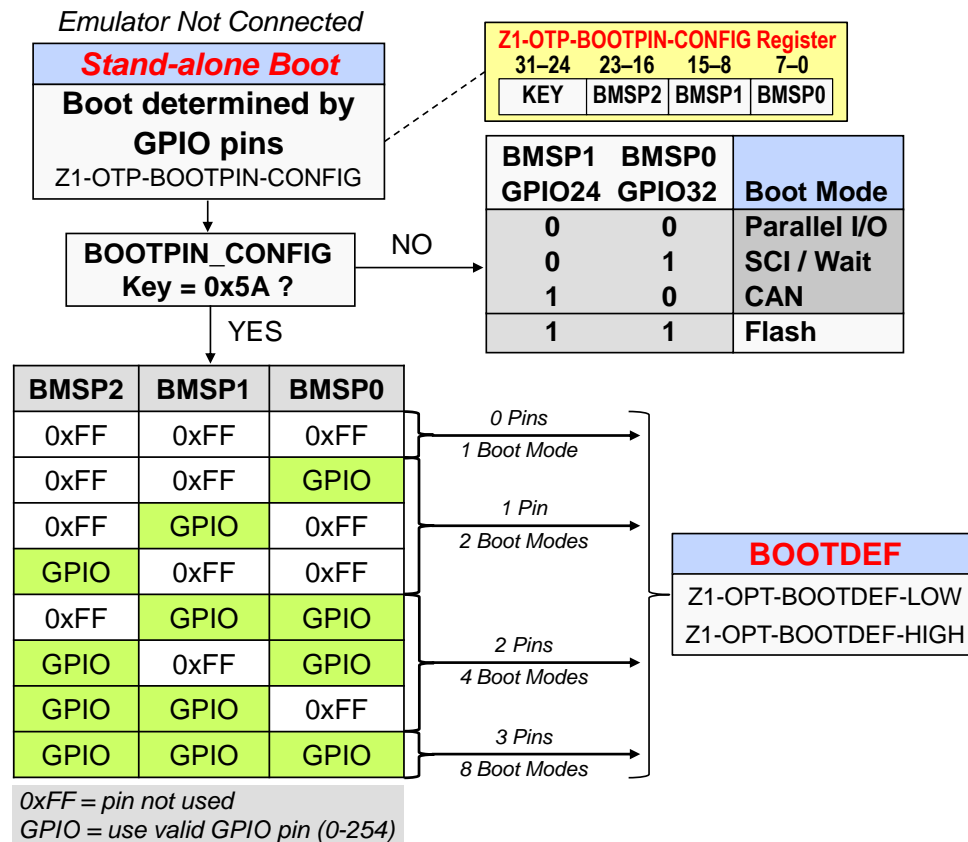 Emulator Not Connected
Stand-alone Boot
Boot determined by
GPIO pins
Z1-OTP-BOOTPIN-CONFIG
Z1-OTP-BOOTPIN-CONFIG Register
31–24 23–16 15–8 7–0
KEY BMSP2 BMSP1 BMSP0
BMSP1 BMSP0
GPIO24 GPIO32 Boot Mode
0 0 Parallel I/O
0 1 SCI / Wait
1 0 CAN
1 1 Flash
BOOTPIN_CONFIG
Key = 0x5A ?
NO
YES
BMSP2 BMSP1 BMSP0
0xFF 0xFF 0xFF
0xFF 0xFF GPIO
0xFF GPIO 0xFF
GPIO 0xFF 0xFF
0xFF GPIO GPIO
GPIO 0xFF GPIO
GPIO GPIO 0xFF
GPIO GPIO GPIO
0 Pins
1 Boot Mode
1 Pin
2 Boot Modes
2 Pins
4 Boot Modes
3 Pins
8 Boot Modes
BOOTDEF
Z1-OPT-BOOTDEF-LOW
Z1-OPT-BOOTDEF-HIGH
0xFF = pin not used
GPIO = use valid GPIO pin (0-254)